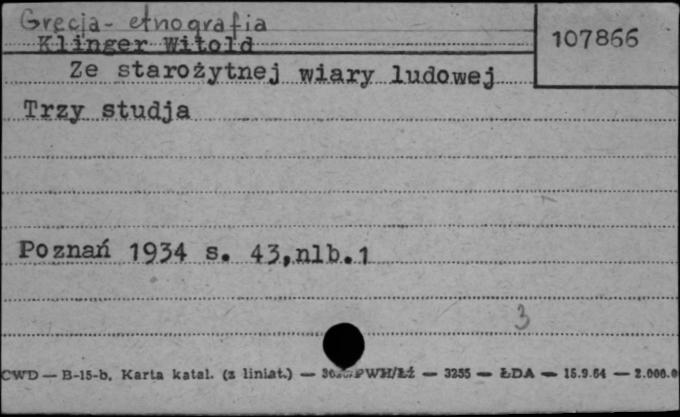 Grecja - etnografia
Klinger Witold
107866
Ze starożytnej wiary ludowej
Trzy studja
Poznań 1934 s. 43,nlb.1
3
CWD — B-15-b. Karta katal. (z liniat.) — PWH/Łź — 3255 — ŁDA — 15.9.64 — 2.000.0